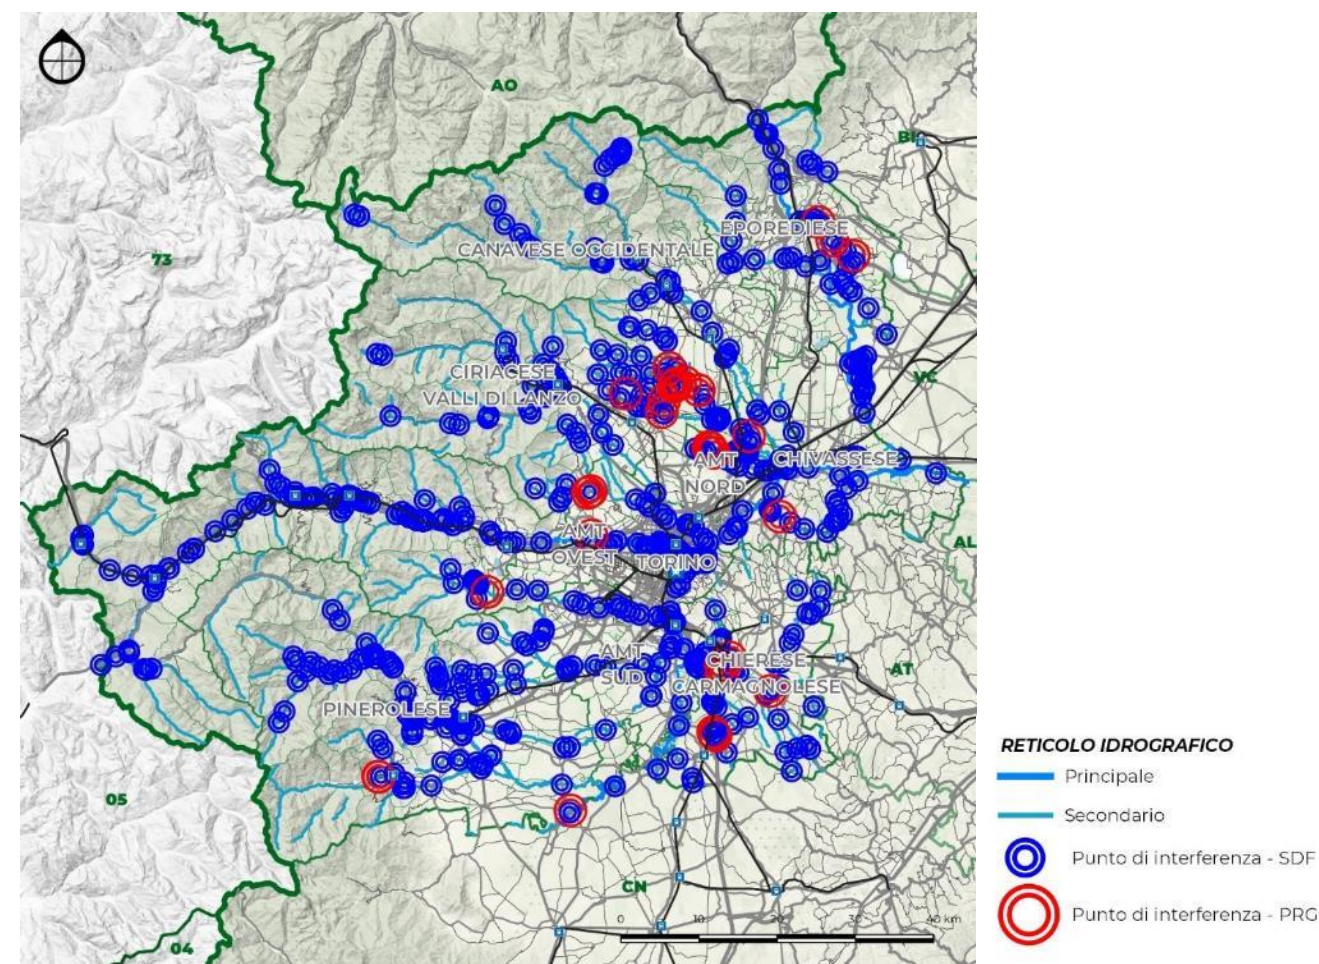 AO
BI
73
EPOREDIESE
CANAVESE OCCIDENTALE
CIRIACESE
VALLI DI LANZO
VC
AMT
NORD
CHIVASSESE
AMT
OVEST
TORINO
AL
AMT
SUD
CHIERESE
CARMAGNOLESE
AT
PINEROLESE
05
CN
04
0 10 20 30 40 km
RETICOLO IDROGRAFICO
Principale
Secondario
Punto di interferenza - SDF
Punto di interferenza - PRG